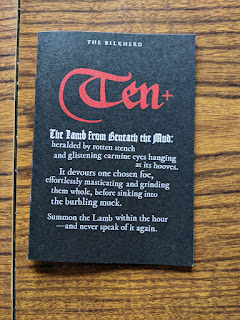 THE BILKHERD
Ten+
The Lamb from Beneath the Mud:
heralded by rotten stench
and glistening carmine eyes hanging
at its hooves.
It devours one chosen foe,
effortlessly masticating and grinding
them whole, before sinking into
the burbling muck.
Summon the Lamb within the hour
—and never speak of it again.